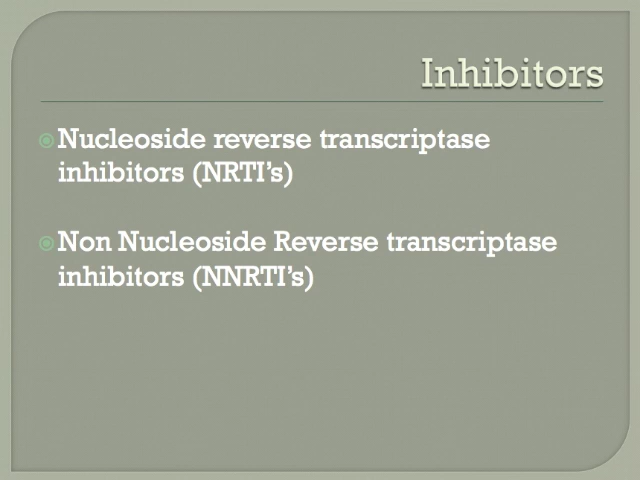 Inhibitors
Nucleoside reverse transcriptase
inhibitors (NRTI’s)
Non Nucleoside Reverse transcriptase
inhibitors (NNRTI’s)